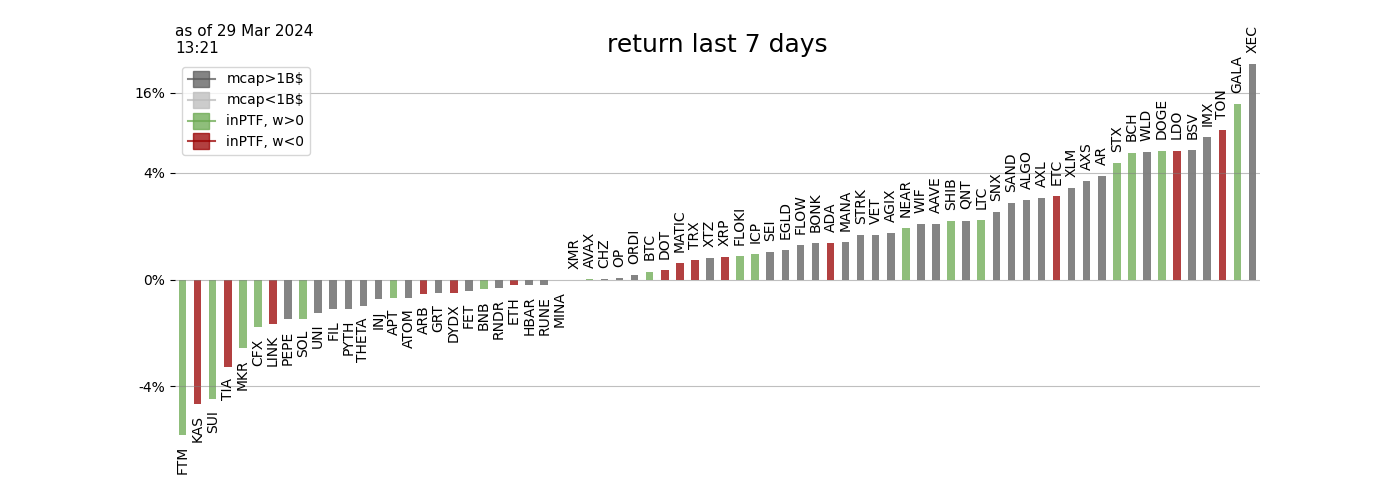 as of 29 Mar 2024
13:21
return last 7 days
mcap>1B$
mcap<1B$
inPTF, w>0
inPTF, w<0
16%
4%
0%
-4%
FTM
KAS
SUI
TIA
MKR
CFX
LINK
PEPE
SOL
UNI
FIL
PYTH
THETA
INJ
APT
ATOM
ARB
GRT
DYDX
FET
BNB
RNDR
ETH
HBAR
RUNE
MINA
XMR
AVAX
CHZ
OP
ORDI
BTC
DOT
MATIC
TRX
XTZ
XRP
FLOKI
ICP
SEI
EGLD
FLOW
BONK
ADA
MANA
STRK
VET
AGIX
NEAR
WIF
AAVE
SHIB
QNT
LTC
SNX
SAND
ALGO
AXL
ETC
XLM
AXS
AR
STX
BCH
WLD
DOGE
LDO
BSV
IMX
TON
GALA
XEC